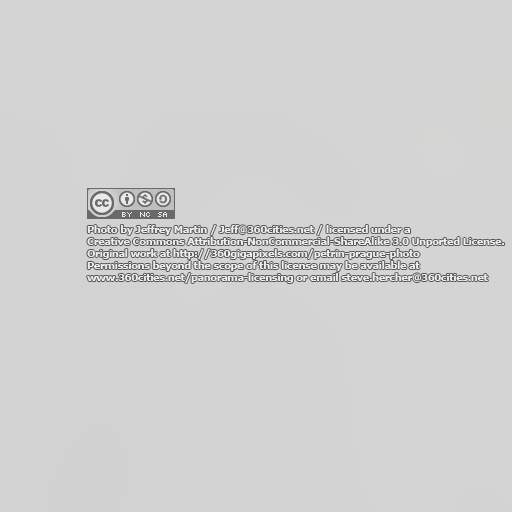 cc BY NC SA
Photo by Jeffrey Martin / Jeff@360cities.net / licensed under a
Creative Commons Attribution-NonCommercial-ShareAlike 3.0 Unported License.
Original work at http://360gigapixels.com/petrin-prague-photo
Permissions beyond the scope of this license may be available at
www.360cities.net/panorama-licensing or email steve.hercher@360cities.net